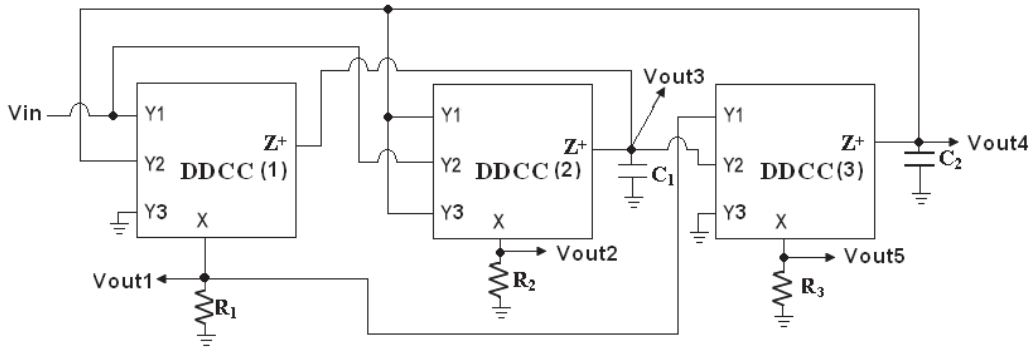 Vin
Y1
Y2
Y3
Z+
DDCC (1)
X
Vout1
R1
Y1
Y2
Y3
Z+
DDCC (2)
X
Vout2
R2
Vout3
C1
Y1
Y2
Y3
Z+
DDCC (3)
X
Vout5
R3
Vout4
C2